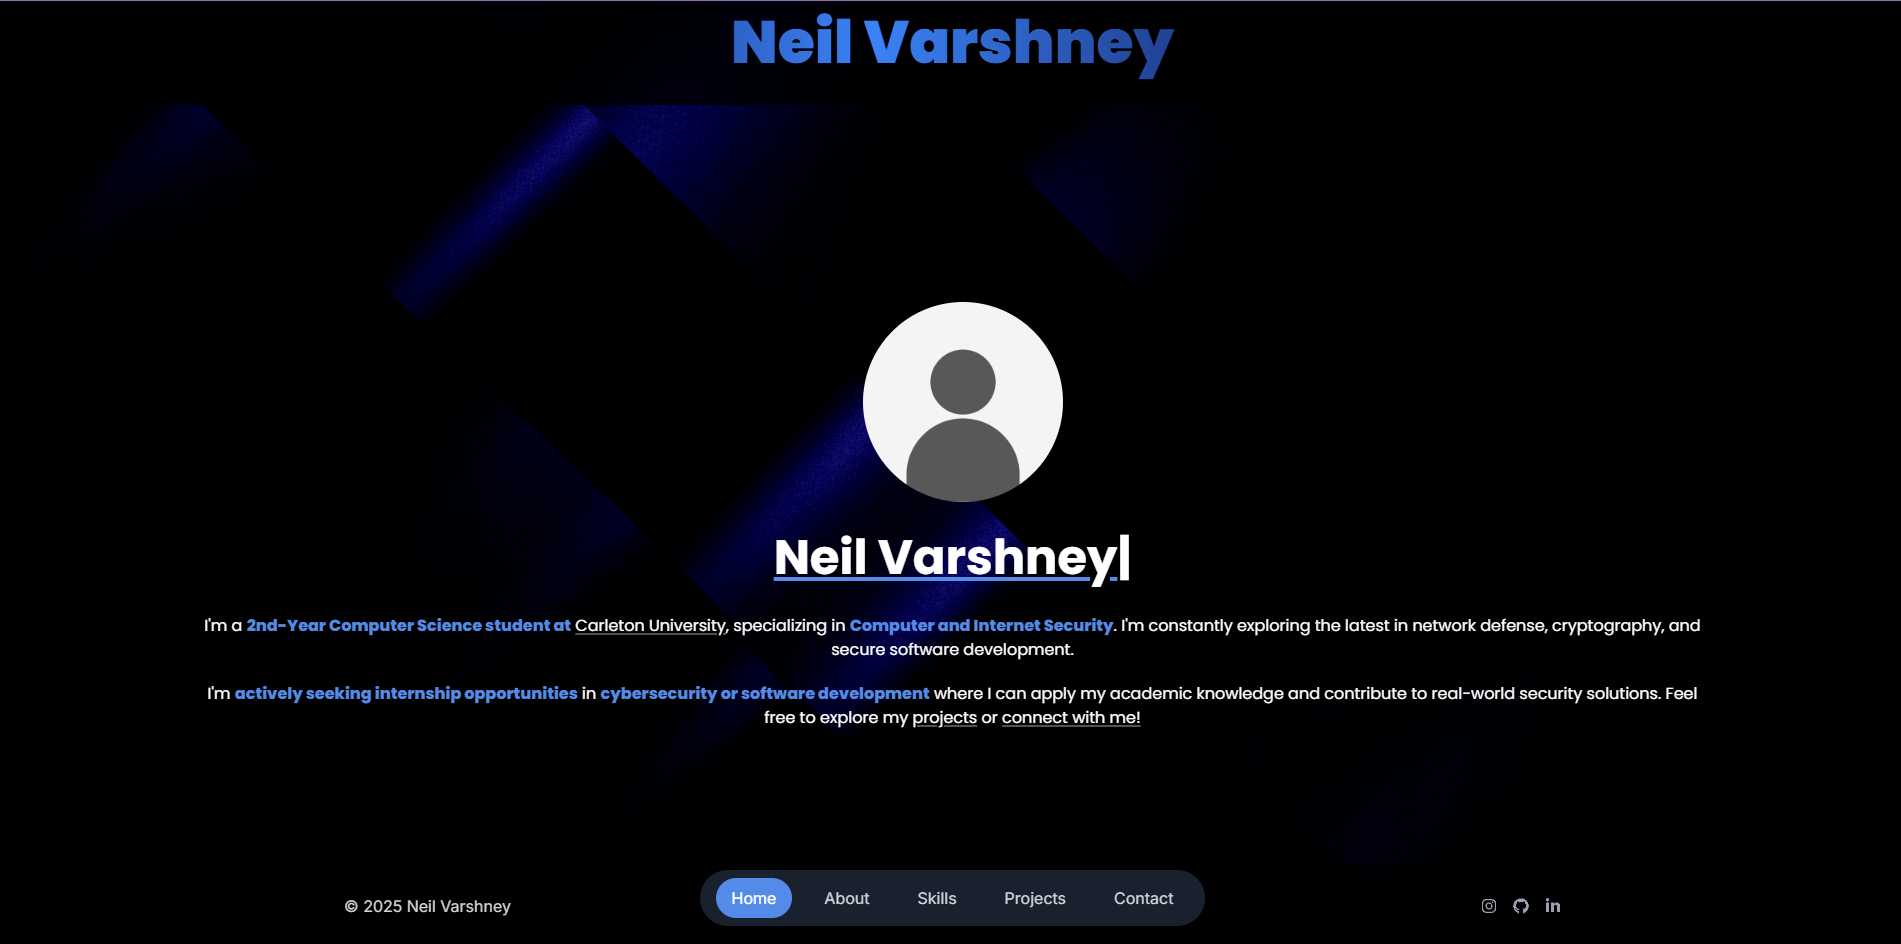 Neil Varshney
Neil Varshney|
I'm a 2nd-Year Computer Science student at Carleton University, specializing in Computer and Internet Security. I'm constantly exploring the latest in network defense, cryptography, and
secure software development.
I'm actively seeking internship opportunities in cybersecurity or software development where I can apply my academic knowledge and contribute to real-world security solutions. Feel
free to explore my projects or connect with me!
Home About Skills Projects Contact
© 2025 Neil Varshney
in